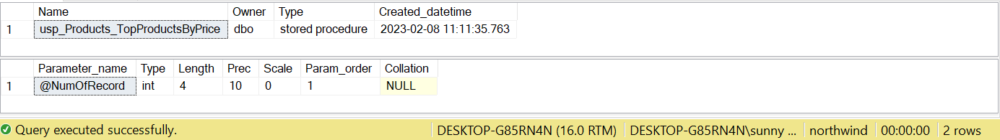 Name Owner Type Created_datetime
1 usp_Products_TopProductsByPrice dbo stored procedure 2023-02-08 11:11:35.763
Parameter_name Type Length Prec Scale Param_order Collation
1 @NumOfRecord int 4 10 0 1 NULL
Query executed successfully. DESKTOP-G85RN4N (16.0 RTM) DESKTOP-G85RN4N\sunny ... northwind 00:00:00 2 rows